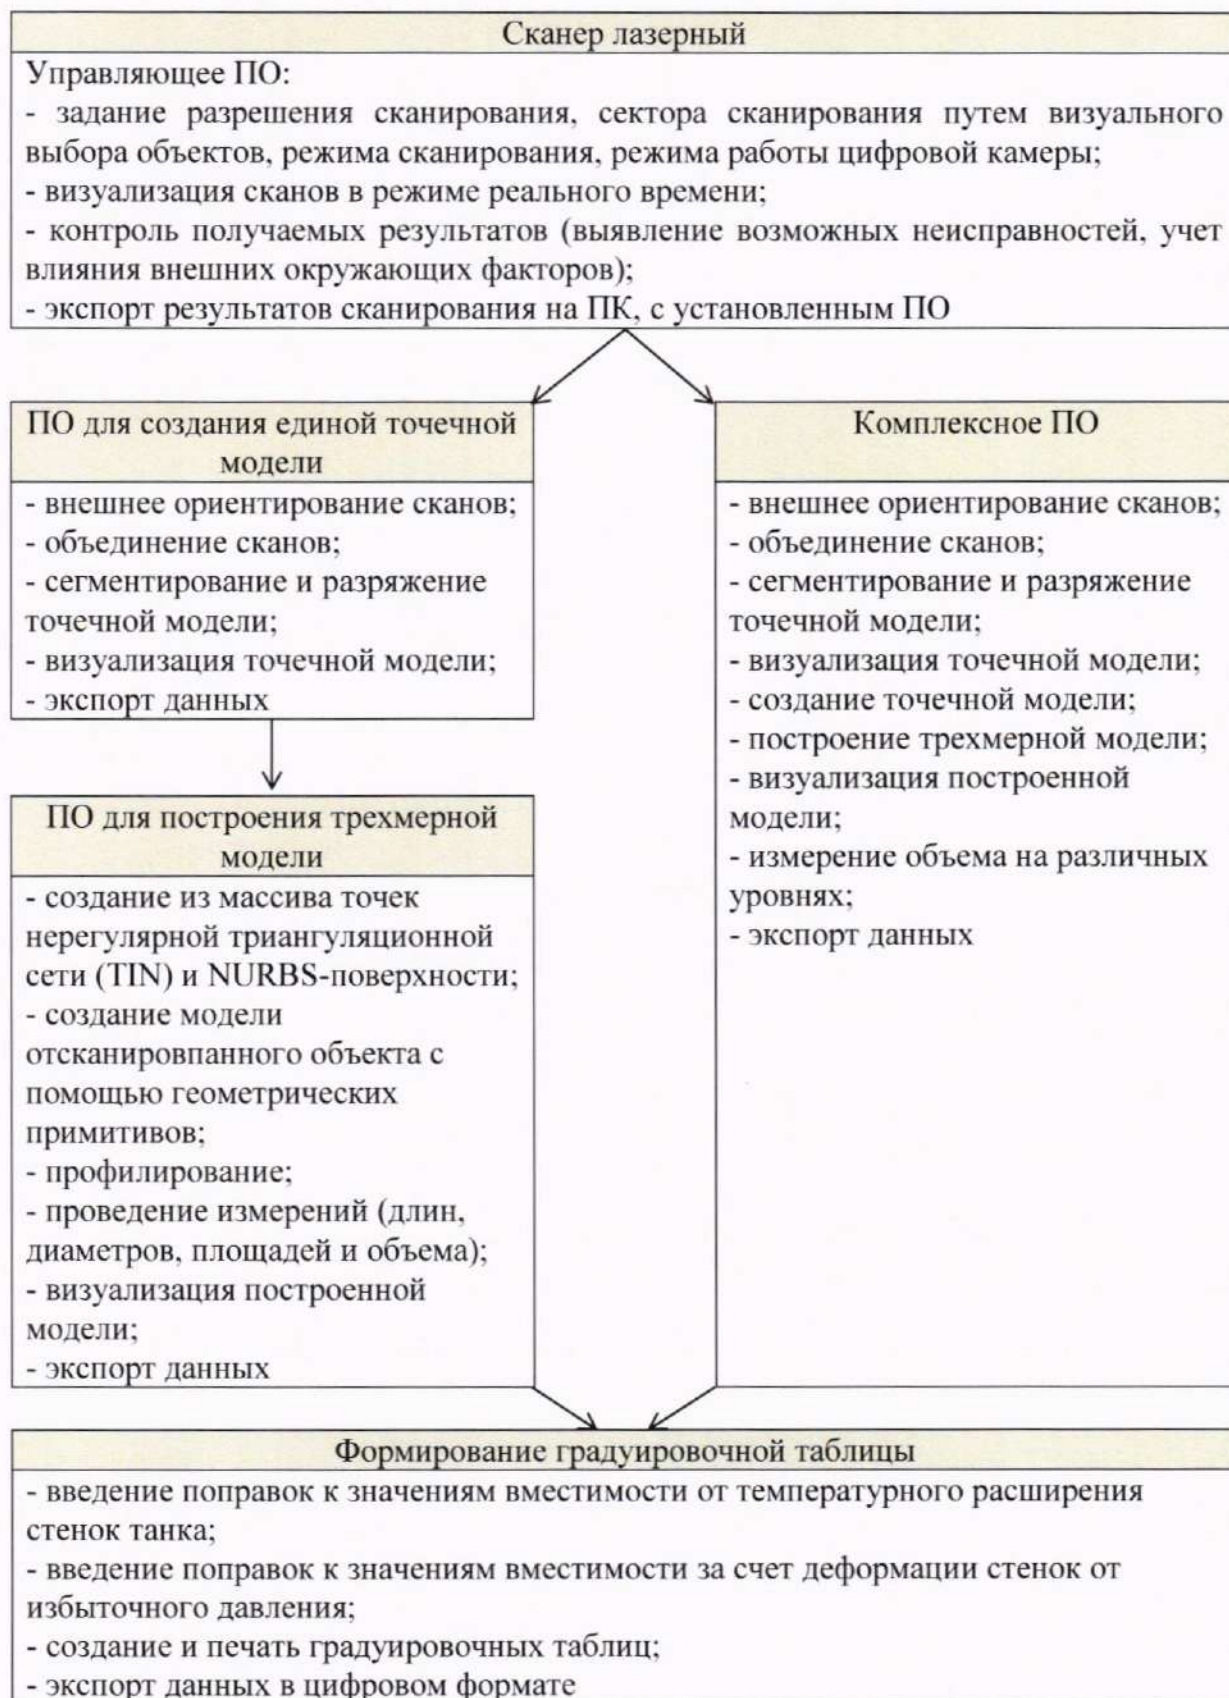 Сканер лазерный
Управляющее ПО:
- задание разрешения сканирования, сектора сканирования путем визуального
выбора объектов, режима сканирования, режима работы цифровой камеры;
- визуализация сканов в режиме реального времени;
- контроль получаемых результатов (выявление возможных неисправностей, учет
влияния внешних окружающих факторов);
- экспорт результатов сканирования на ПК, с установленным ПО
ПО для создания единой точечной
модели
- внешнее ориентирование сканов;
- объединение сканов;
- сегментирование и разряжение
точечной модели;
- визуализация точечной модели;
- экспорт данных
ПО для построения трехмерной
модели
- создание из массива точек
нерегулярной триангуляционной
сети (TIN) и NURBS-поверхности;
- создание модели
отсканировпанного объекта с
помощью геометрических
примитивов;
- профилирование;
- проведение измерений (длин,
диаметров, площадей и объема);
- визуализация построенной
модели;
- экспорт данных
Комплексное ПО
- внешнее ориентирование сканов;
- объединение сканов;
- сегментирование и разряжение
точечной модели;
- визуализация точечной модели;
- создание точечной модели;
- построение трехмерной модели;
- визуализация построенной
модели;
- измерение объема на различных
уровнях;
- экспорт данных
Формирование градуировочной таблицы
- введение поправок к значениям вместимости от температурного расширения
стенок танка;
- введение поправок к значениям вместимости за счет деформации стенок от
избыточного давления;
- создание и печать градуировочных таблиц;
- экспорт данных в цифровом формате